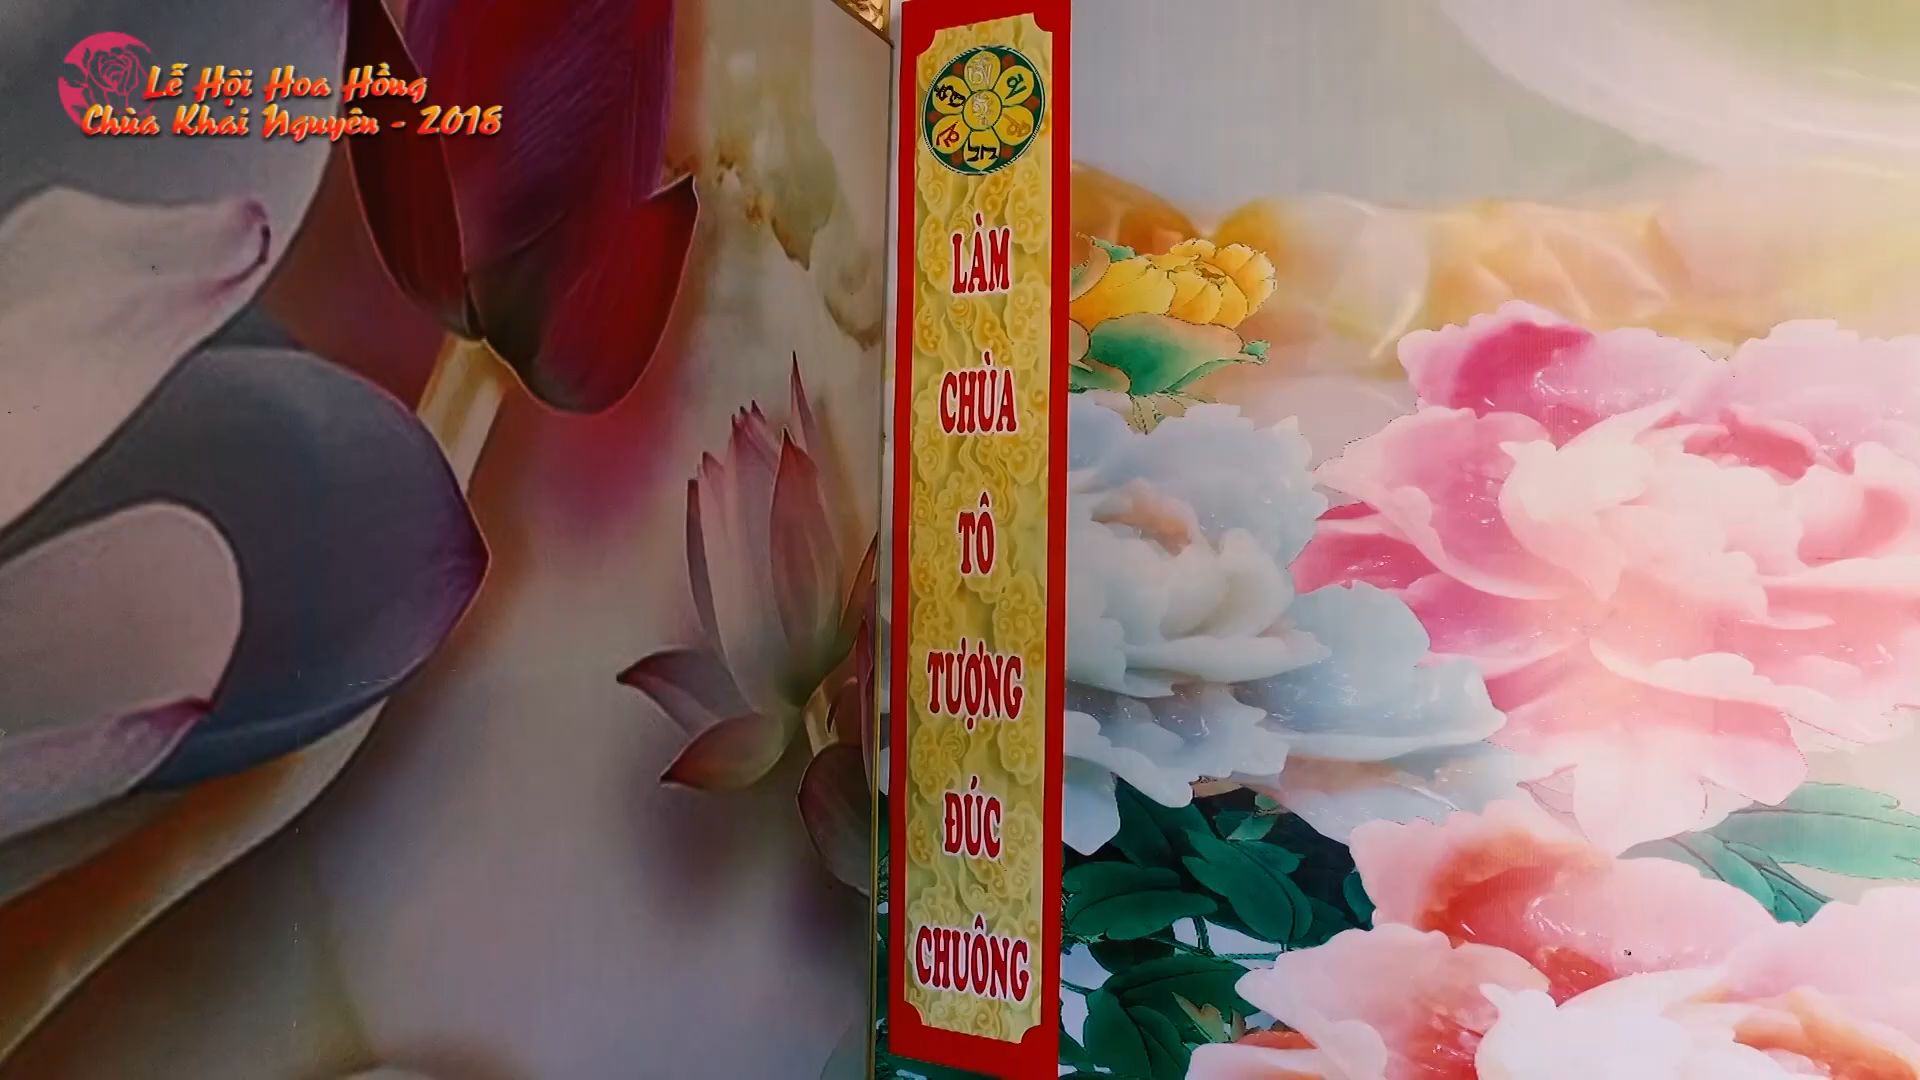 Lễ Hội Hoa Hồng
Chùa Khai Nguyên - 2018
LÀM
CHÙA
TÔ
TƯỢNG
ĐÚC
CHUÔNG